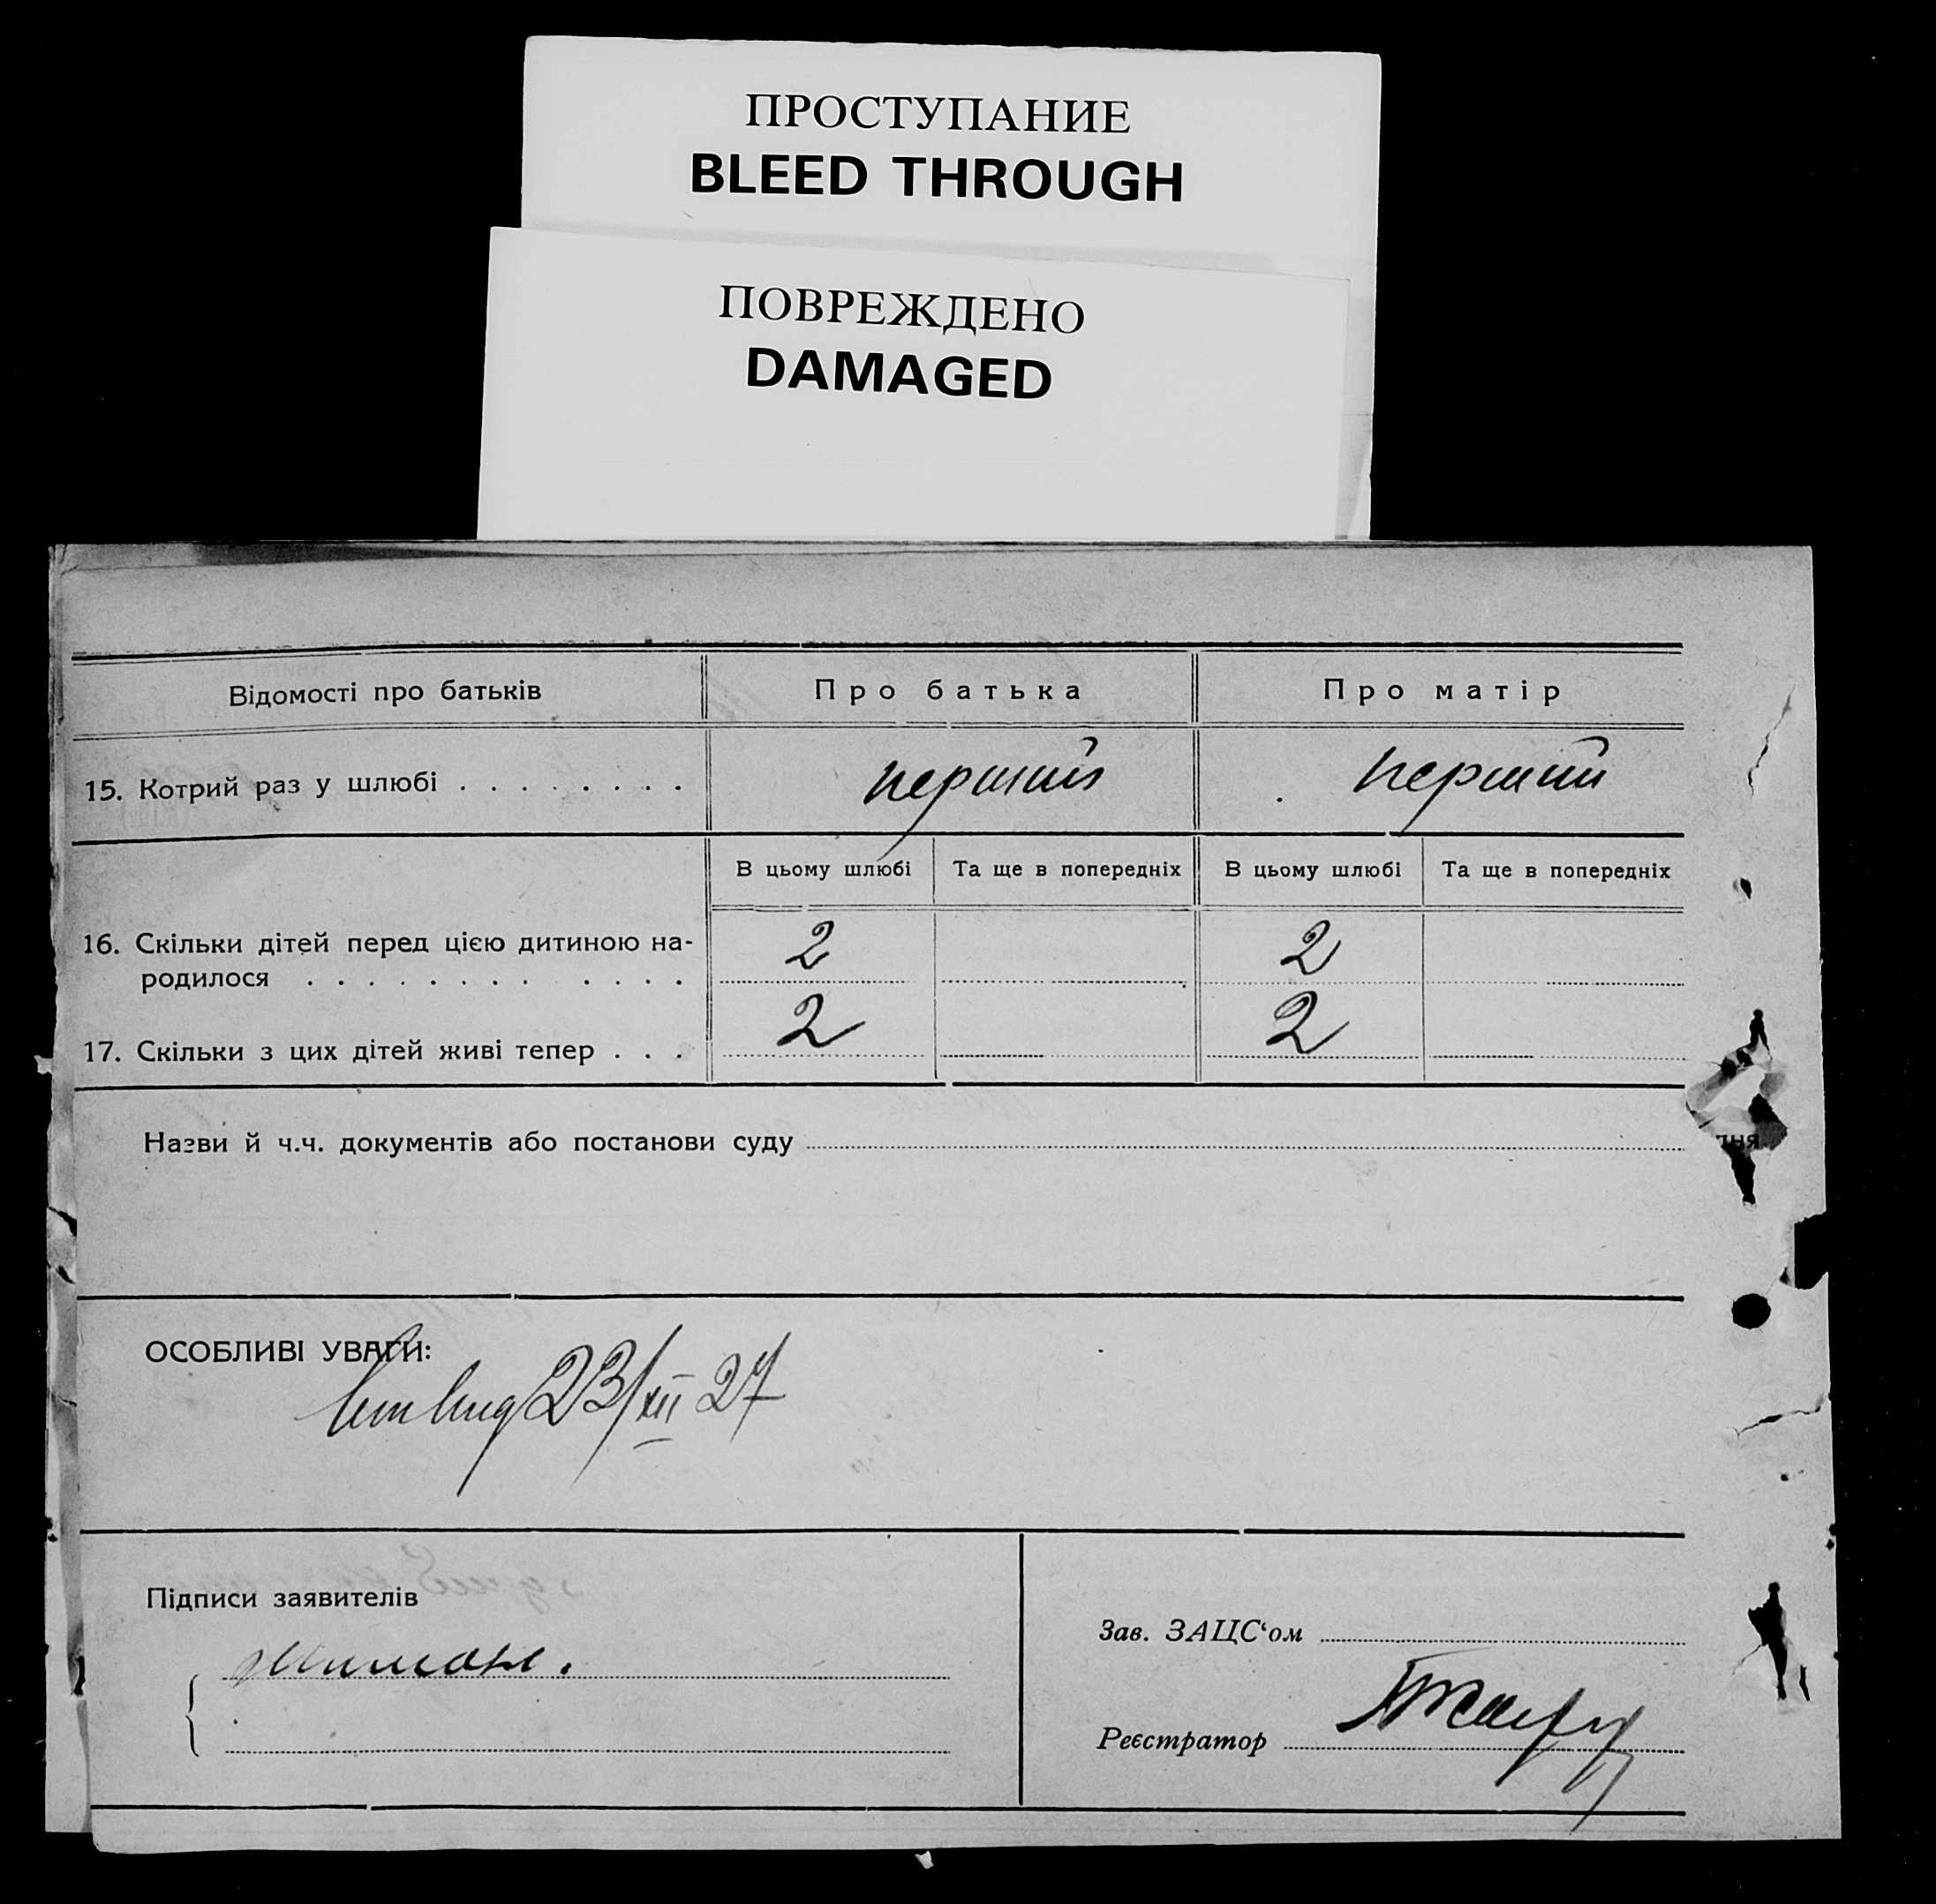 ПРОСТУПАНИЕ
BLEED THROUGH
ПОВРЕЖДЕНО
DAMAGED
Відомості про батьків Про батька Про матір
15. Котрий раз у шлюбі . . . . . . . . перший перший
В цьому шлюбі Та ще в попередніх В цьому шлюбі Та ще в попередніх
16. Скільки дітей перед цією дитиною на-
родилося . . . . . . . . . . . . 2 2
17. Скільки з цих дітей живі тепер . . . 2 2
Назви й ч.ч. документів або постанови суду
дня
ОСОБЛИВІ УВАГИ:
23/XII 27
Підписи заявителів
Зав. ЗАЦС‘ом
Реєстратор